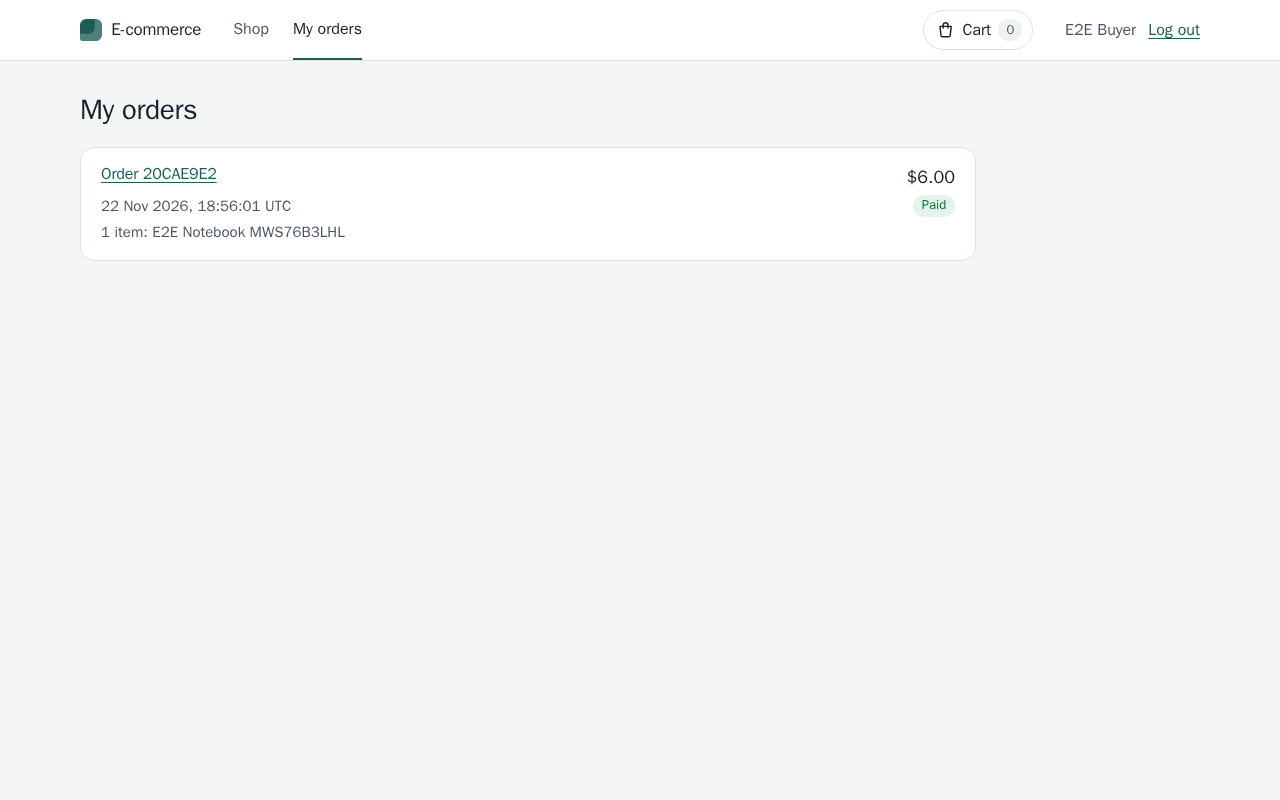 E-commerce
Shop
My orders
Cart 0
E2E Buyer
Log out
My orders
Order 20CAE9E2
$6.00
22 Nov 2026, 18:56:01 UTC
Paid
1 item: E2E Notebook MWS76B3LHL